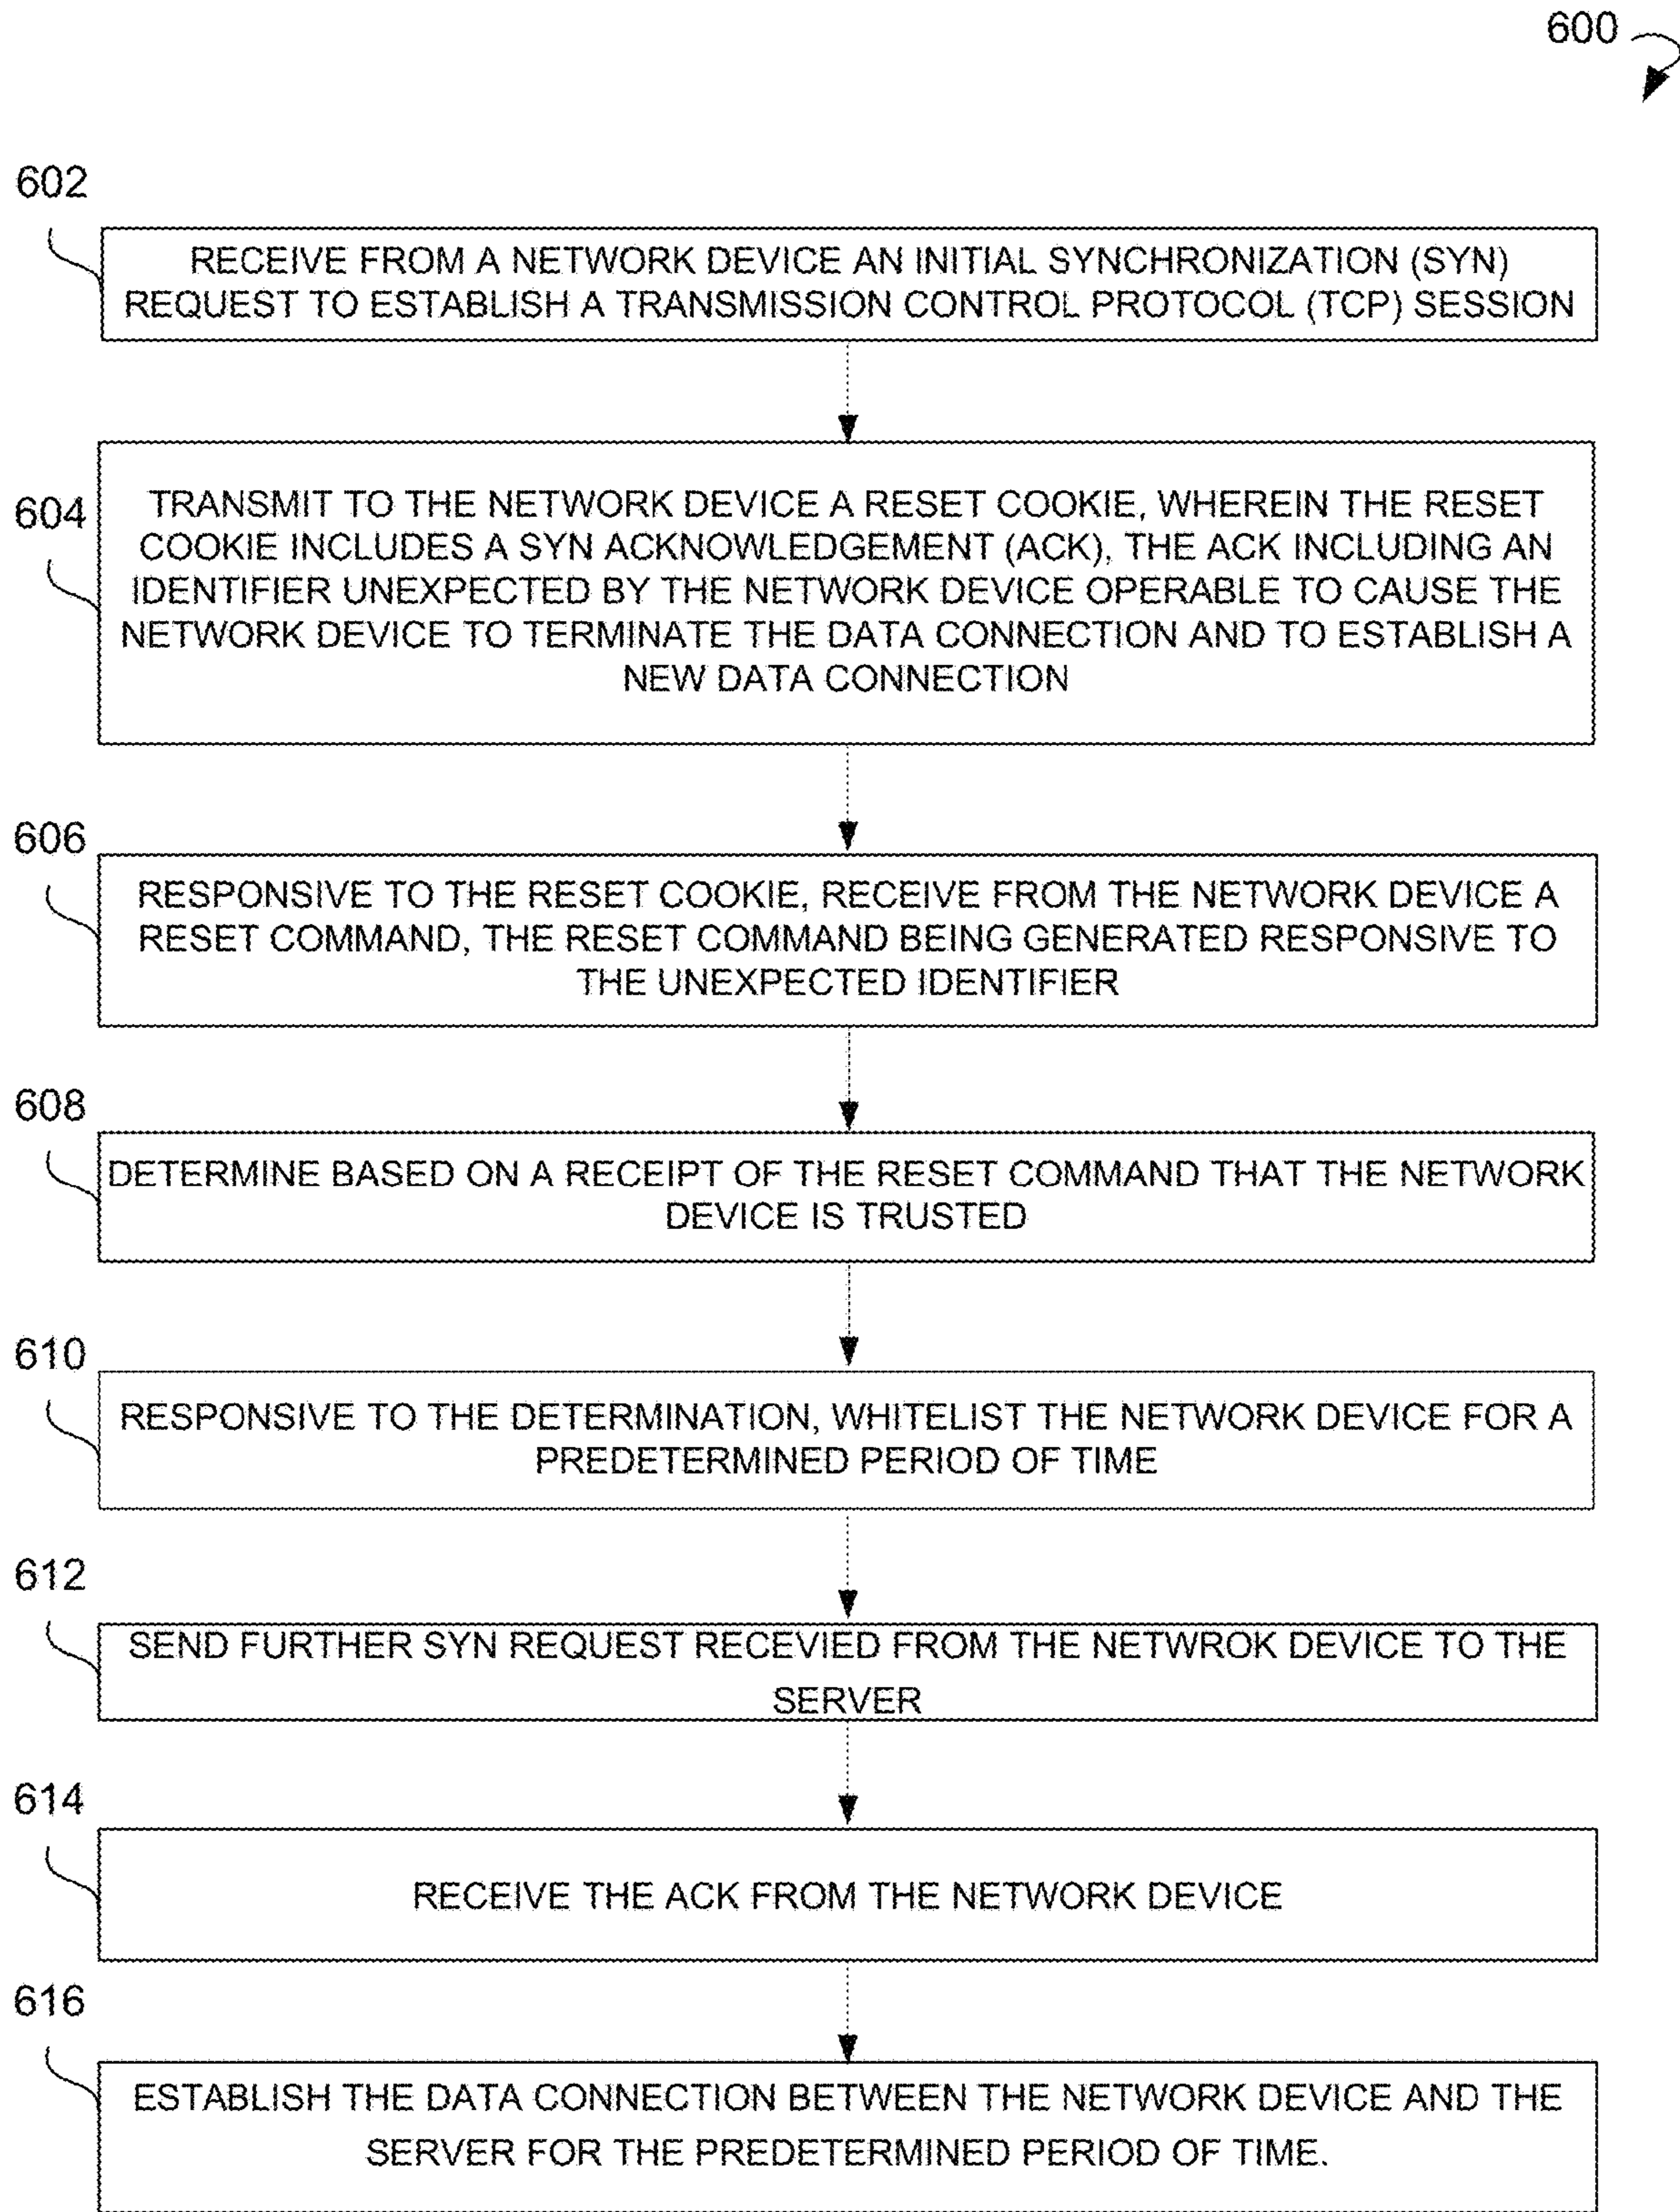 600
602
RECEIVE FROM A NETWORK DEVICE AN INITIAL SYNCHRONIZATION (SYN)
REQUEST TO ESTABLISH A TRANSMISSION CONTROL PROTOCOL (TCP) SESSION
604
TRANSMIT TO THE NETWORK DEVICE A RESET COOKIE, WHEREIN THE RESET
COOKIE INCLUDES A SYN ACKNOWLEDGEMENT (ACK), THE ACK INCLUDING AN
IDENTIFIER UNEXPECTED BY THE NETWORK DEVICE OPERABLE TO CAUSE THE
NETWORK DEVICE TO TERMINATE THE DATA CONNECTION AND TO ESTABLISH A
NEW DATA CONNECTION
606
RESPONSIVE TO THE RESET COOKIE, RECEIVE FROM THE NETWORK DEVICE A
RESET COMMAND, THE RESET COMMAND BEING GENERATED RESPONSIVE TO
THE UNEXPECTED IDENTIFIER
608
DETERMINE BASED ON A RECEIPT OF THE RESET COMMAND THAT THE NETWORK
DEVICE IS TRUSTED
610
RESPONSIVE TO THE DETERMINATION, WHITELIST THE NETWORK DEVICE FOR A
PREDETERMINED PERIOD OF TIME
612
SEND FURTHER SYN REQUEST RECEVIED FROM THE NETWROK DEVICE TO THE
SERVER
614
RECEIVE THE ACK FROM THE NETWORK DEVICE
616
ESTABLISH THE DATA CONNECTION BETWEEN THE NETWORK DEVICE AND THE
SERVER FOR THE PREDETERMINED PERIOD OF TIME.